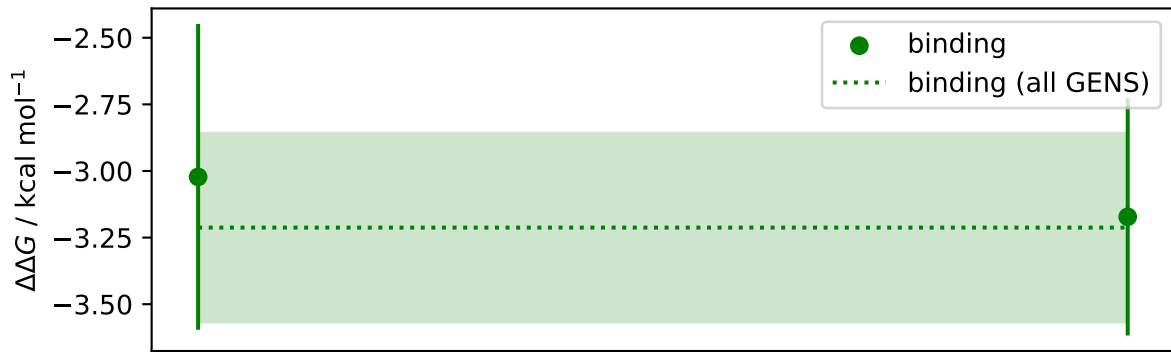 −2.50
−2.75
−3.00
−3.25
−3.50
ΔΔG / kcal mol⁻¹
binding
binding (all GENS)